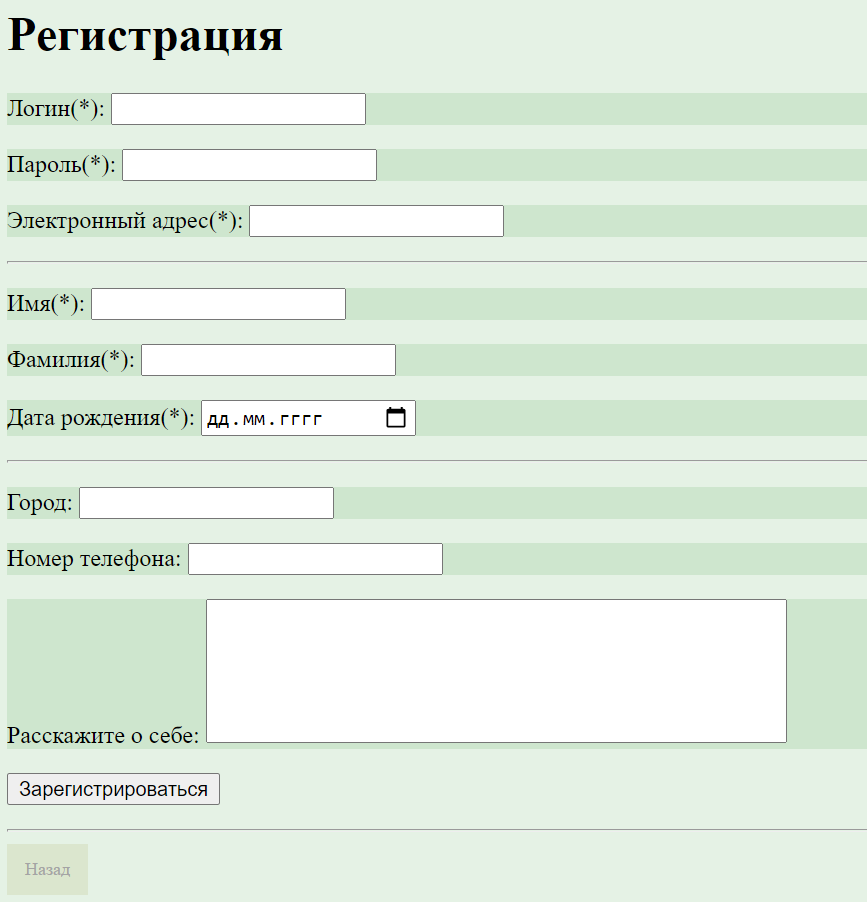 Регистрация
Логин(*):
Пароль(*):
Электронный адрес(*):
Имя(*):
Фамилия(*):
Дата рождения(*): дд.мм.гггг
Город:
Номер телефона:
Расскажите о себе:
Зарегистрироваться
Назад